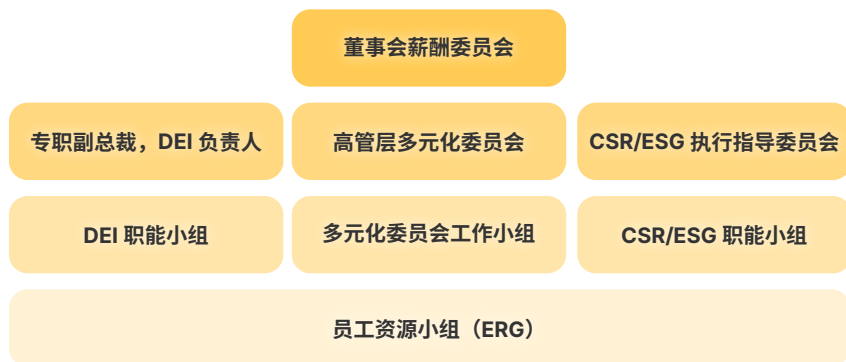 董事会薪酬委员会
专职副总裁，DEI 负责人
高管层多元化委员会
CSR/ESG 执行指导委员会
DEI 职能小组
多元化委员会工作小组
CSR/ESG 职能小组
员工资源小组（ERG）